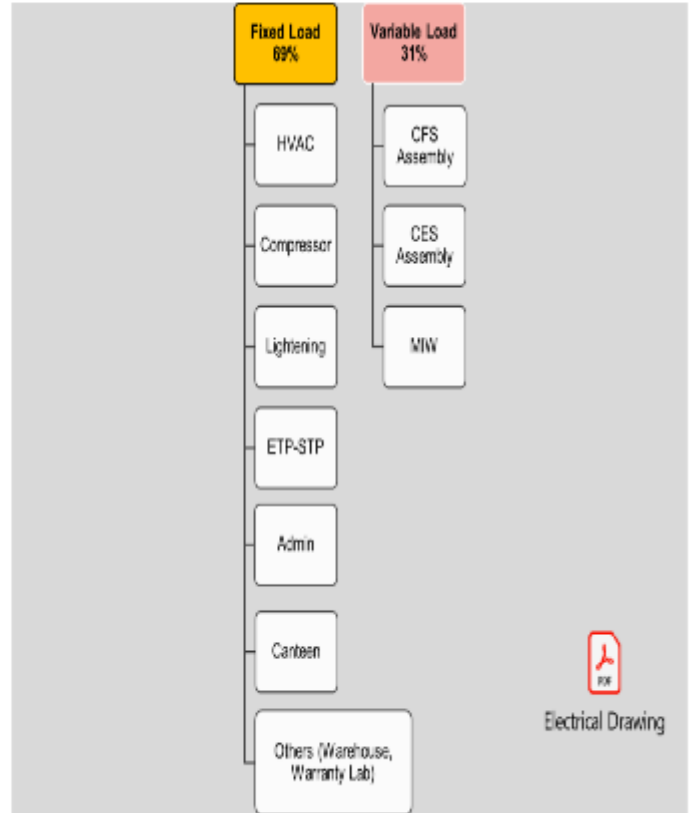 Fixed Load
69%
Variable Load
31%
HVAC
Compressor
Lightening
ETP-STP
Admin
Canteen
Others (Warehouse,
Warranty Lab)
CFS
Assembly
CES
Assembly
MIW
PDF
Electrical Drawing